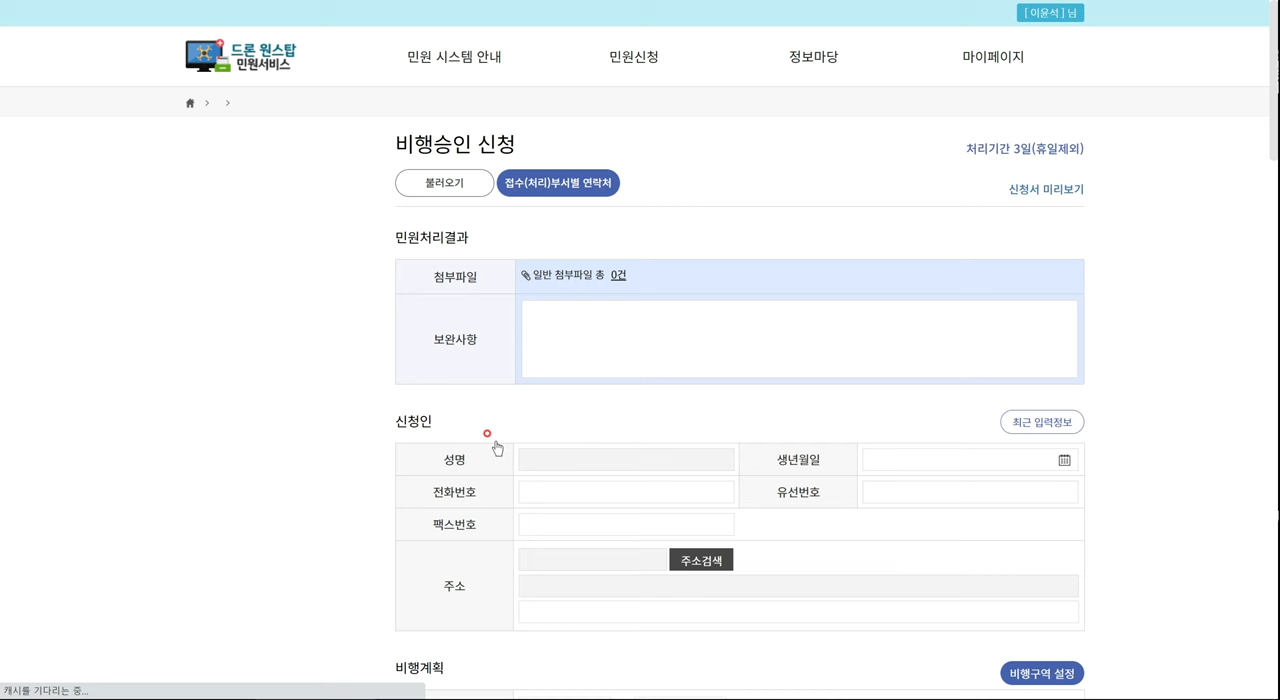 [ 이윤석 ] 님
드론 원스탑
민원서비스
민원 시스템 안내
민원신청
정보마당
마이페이지
비행승인 신청
처리기간 3일(휴일제외)
불러오기
접수(처리)부서별 연락처
신청서 미리보기
민원처리결과
첨부파일
일반 첨부파일 총 0건
보완사항
신청인
최근 입력정보
성명
생년월일
전화번호
유선번호
팩스번호
주소
주소검색
비행계획
비행구역 설정
캐시를 기다리는 중...